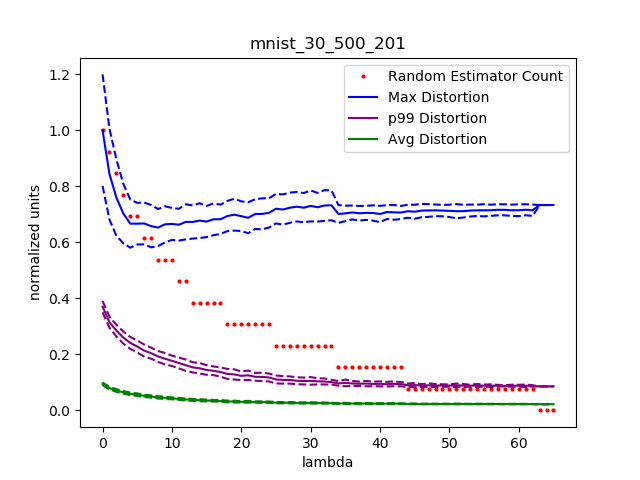 mnist_30_500_201
Random Estimator Count
Max Distortion
p99 Distortion
Avg Distortion
1.2
1.0
0.8
0.6
0.4
0.2
0.0
normalized units
0 10 20 30 40 50 60
lambda